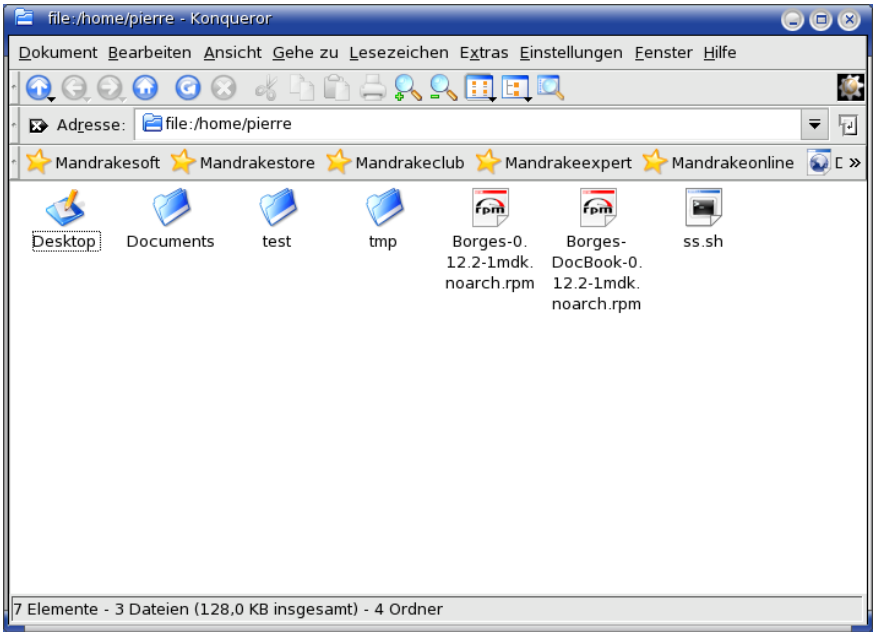 file:/home/pierre - Konqueror
Dokument Bearbeiten Ansicht Gehe zu Lesezeichen Extras Einstellungen Fenster Hilfe
Adresse: file:/home/pierre
Mandrakesoft Mandrakestore Mandrakeclub Mandrakeexpert Mandrakeonline
Desktop Documents test tmp Borges-0. Borges- ss.sh
12.2-1mdk. DocBook-0.
noarch.rpm 12.2-1mdk.
noarch.rpm
7 Elemente - 3 Dateien (128,0 KB insgesamt) - 4 Ordner